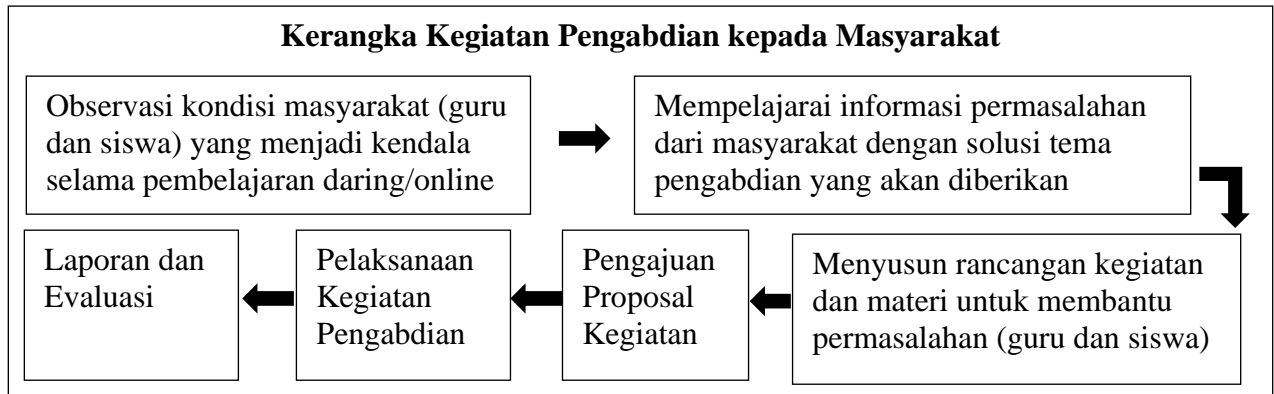 Kerangka Kegiatan Pengabdian kepada Masyarakat
Observasi kondisi masyarakat (guru
dan siswa) yang menjadi kendala
selama pembelajaran daring/online
Mempelajarai informasi permasalahan
dari masyarakat dengan solusi tema
pengabdian yang akan diberikan
Menyusun rancangan kegiatan
dan materi untuk membantu
permasalahan (guru dan siswa)
Pengajuan
Proposal
Kegiatan
Pelaksanaan
Kegiatan
Pengabdian
Laporan dan
Evaluasi